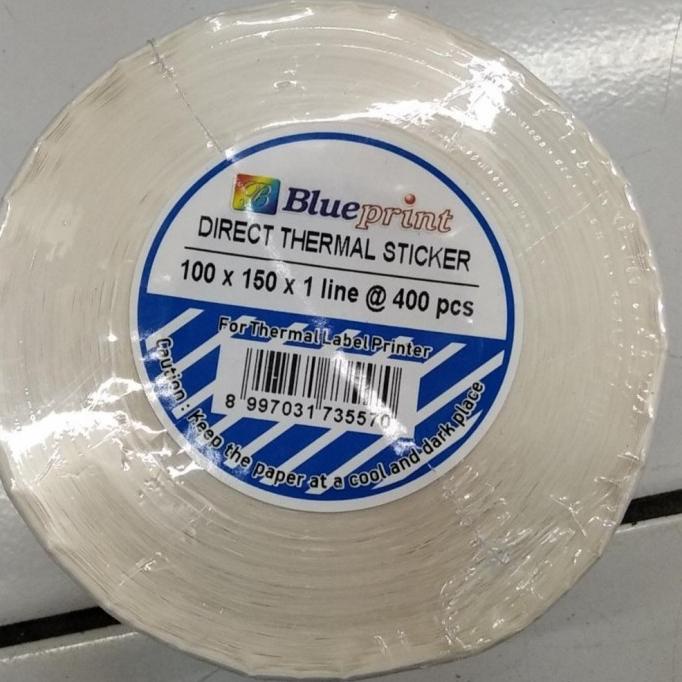 B Blueprint
DIRECT THERMAL STICKER
100 x 150 x 1 line @ 400 pcs
For Thermal Label Printer
8 997031 735570
Caution : Keep the paper at a cool and dark place